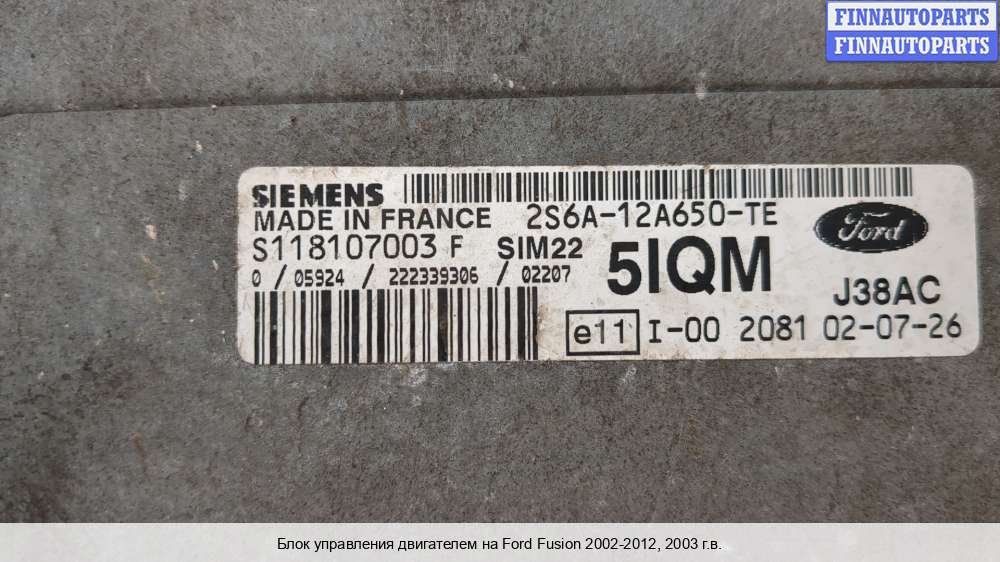 FINNAUTOPARTS
FINNAUTOPARTS
SIEMENS
MADE IN FRANCE 2S6A-12A650-TE
S118107003 F SIM22 5IQM Ford
0 / 05924 / 222339306 / 02207 J38AC
e11 I-00 2081 02-07-26
Блок управления двигателем на Ford Fusion 2002-2012, 2003 г.в.